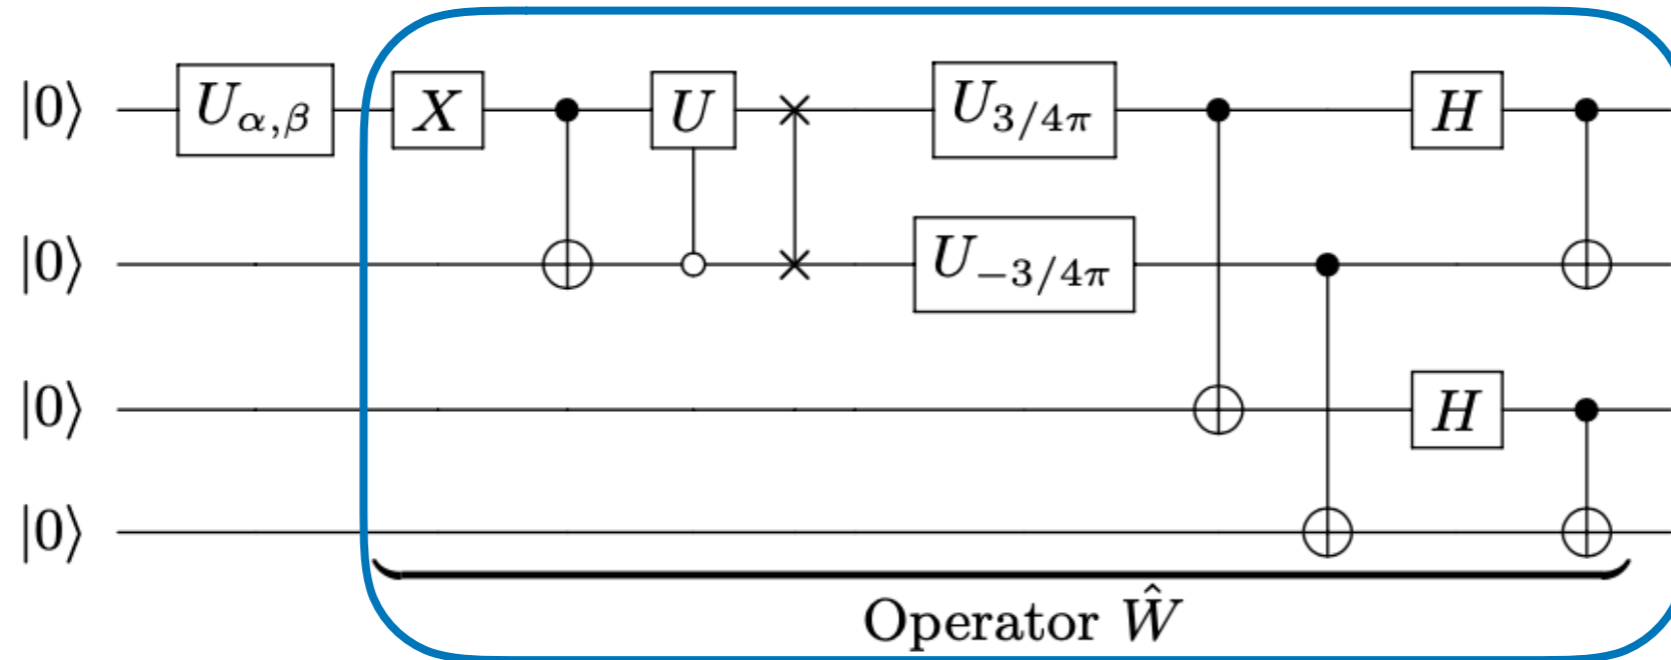 |0⟩ U_{α,β} X U U_{3/4π} H
|0⟩ U_{−3/4π}
|0⟩ H
|0⟩
Operator Ŵ